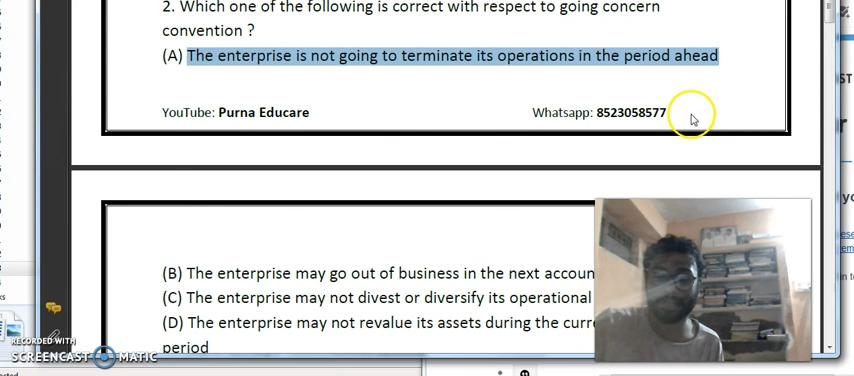 2. Which one of the following is correct with respect to going concern
convention ?
(A) The enterprise is not going to terminate its operations in the period ahead
YouTube: Purna Educare Whatsapp: 8523058577
(B) The enterprise may go out of business in the next accoun
(C) The enterprise may not divest or diversify its operational
(D) The enterprise may not revalue its assets during the curre
period
RECORDED WITH
SCREENCAST MATIC